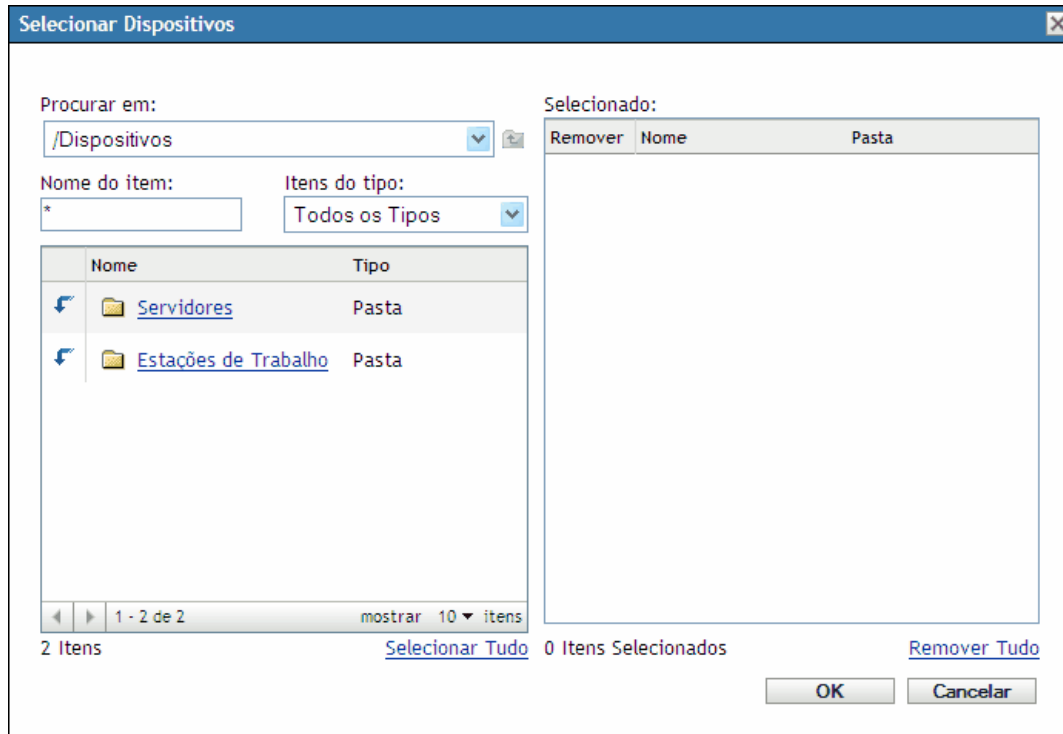 Selecionar Dispositivos
Procurar em:
/Dispositivos
Nome do item:
Itens do tipo:
*
Todos os Tipos
Nome
Tipo
Servidores
Pasta
Estações de Trabalho
Pasta
1 - 2 de 2
mostrar 10 itens
2 Itens
Selecionar Tudo
Selecionado:
Remover
Nome
Pasta
0 Itens Selecionados
Remover Tudo
OK
Cancelar